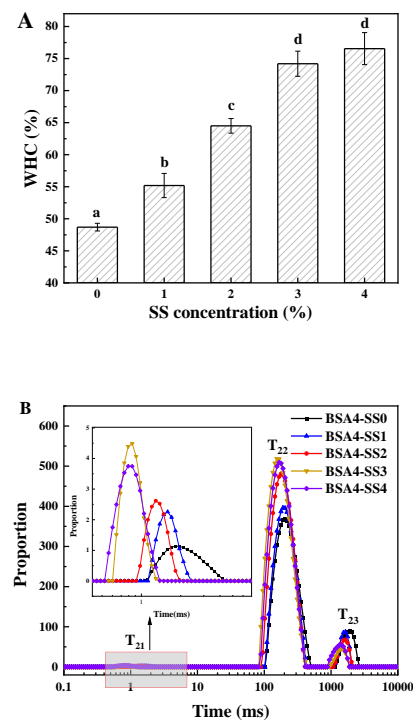 A
80
75
70
65
60
55
50
45
40
WHC (%)
a
b
c
d
d
0 1 2 3 4
SS concentration (%)
B
600
500
400
300
200
100
0
Proportion
BSA4-SS0
BSA4-SS1
BSA4-SS2
BSA4-SS3
BSA4-SS4
T22
T23
T21
5
4
3
2
1
0
Proportion
1
Time(ms)
0.1 1 10 100 1000 10000
Time (ms)